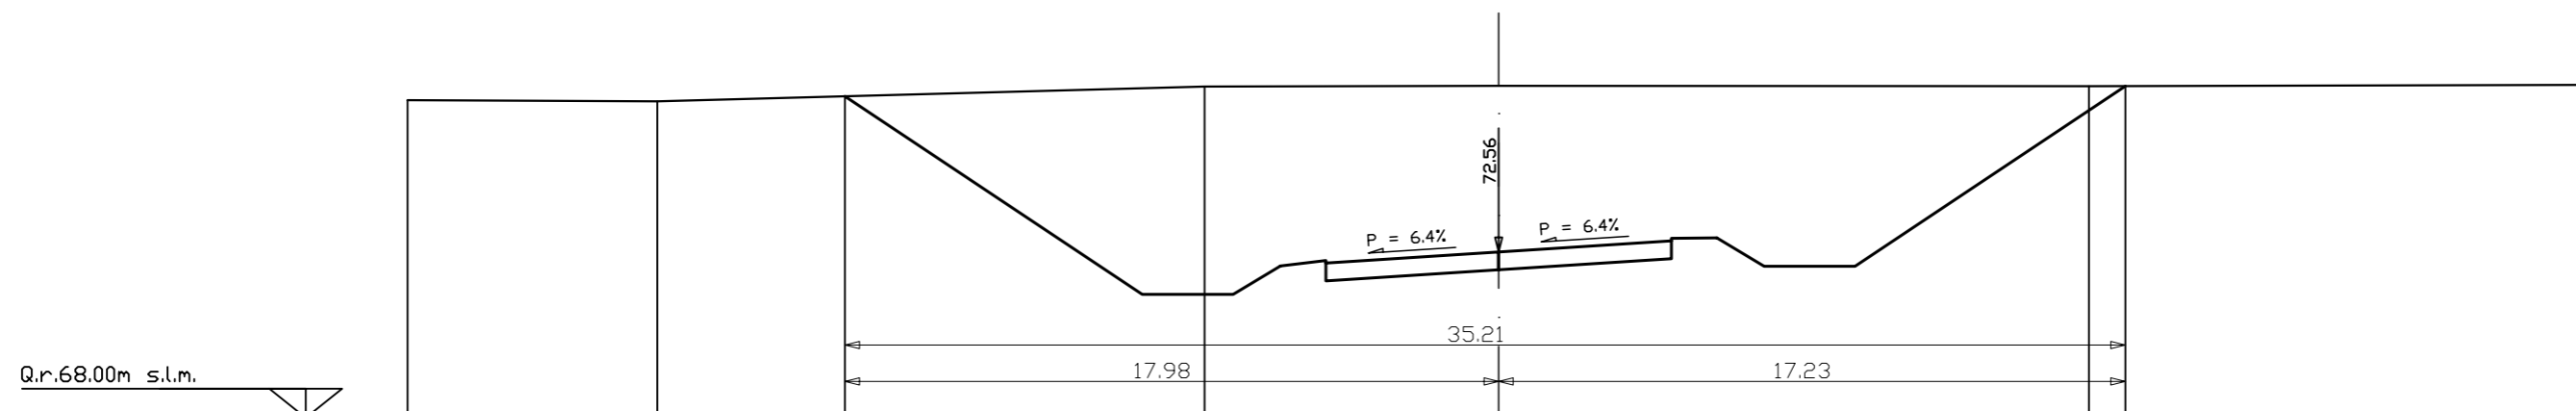 72.56
P = 6.4%
P = 6.4%
35.21
Q.r.68.00m s.l.m.
17.98
17.23